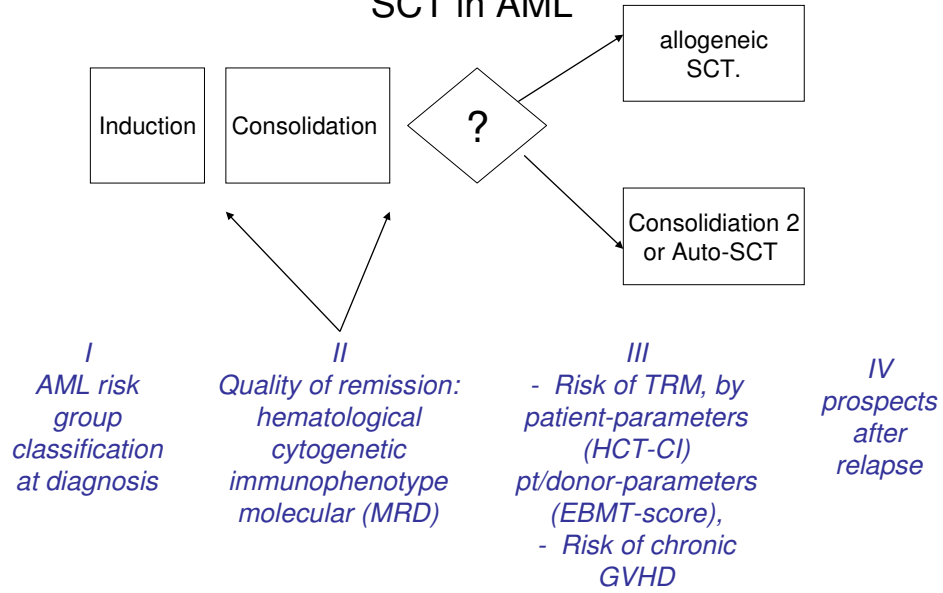 SCT in AML
allogeneic
SCT.
Induction
Consolidation
?
Consolidiation 2
or Auto-SCT
I
AML risk
group
classification
at diagnosis
II
Quality of remission:
hematological
cytogenetic
immunophenotype
molecular (MRD)
III
- Risk of TRM, by
patient-parameters
(HCT-CI)
pt/donor-parameters
(EBMT-score),
- Risk of chronic
GVHD
IV
prospects
after
relapse